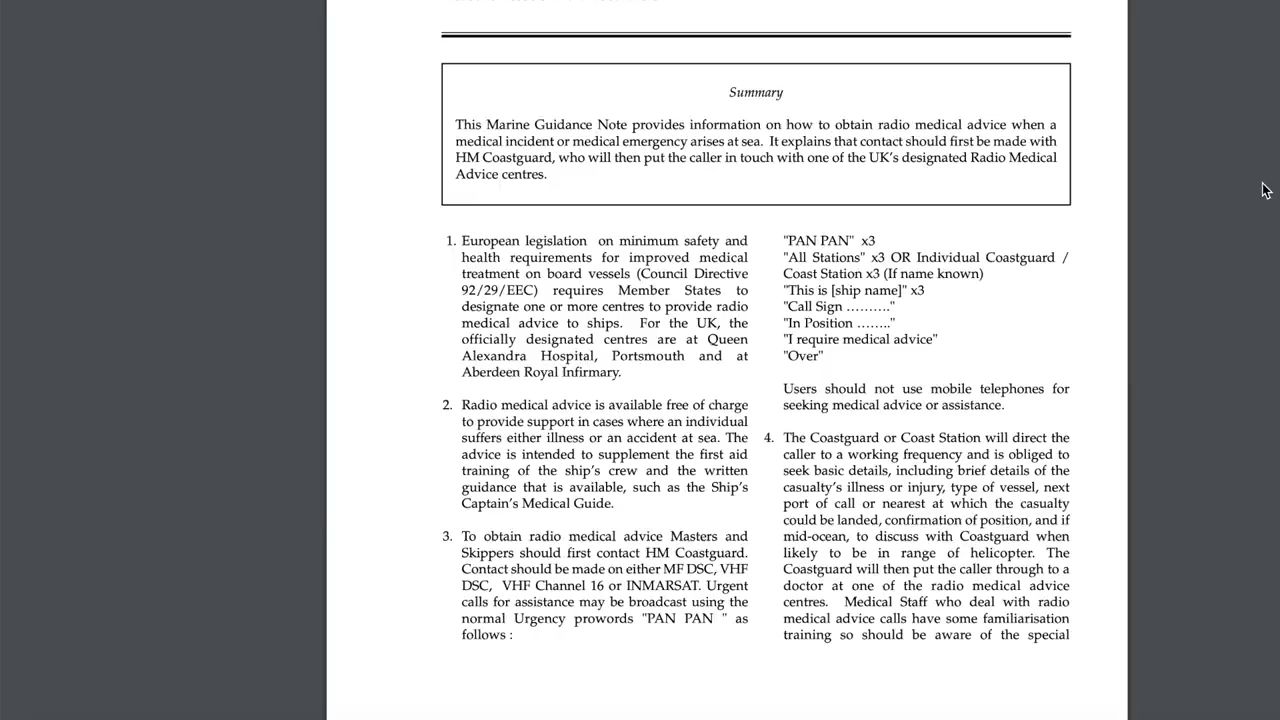 Summary
This Marine Guidance Note provides information on how to obtain radio medical advice when a
medical incident or medical emergency arises at sea. It explains that contact should first be made with
HM Coastguard, who will then put the caller in touch with one of the UK's designated Radio Medical
Advice centres.
1. European legislation on minimum safety and
health requirements for improved medical
treatment on board vessels (Council Directive
92/29/EEC) requires Member States to
designate one or more centres to provide radio
medical advice to ships. For the UK, the
officially designated centres are at Queen
Alexandra Hospital, Portsmouth and at
Aberdeen Royal Infirmary.
2. Radio medical advice is available free of charge
to provide support in cases where an individual
suffers either illness or an accident at sea. The
advice is intended to supplement the first aid
training of the ship's crew and the written
guidance that is available, such as the Ship's
Captain's Medical Guide.
3. To obtain radio medical advice Masters and
Skippers should first contact HM Coastguard.
Contact should be made on either MF DSC, VHF
DSC, VHF Channel 16 or INMARSAT. Urgent
calls for assistance may be broadcast using the
normal Urgency prowords "PAN PAN " as
follows :
"PAN PAN" x3
"All Stations" x3 OR Individual Coastguard /
Coast Station x3 (If name known)
"This is [ship name]" x3
"Call Sign ………."
"In Position …….."
"I require medical advice"
"Over"
Users should not use mobile telephones for
seeking medical advice or assistance.
4. The Coastguard or Coast Station will direct the
caller to a working frequency and is obliged to
seek basic details, including brief details of the
casualty's illness or injury, type of vessel, next
port of call or nearest at which the casualty
could be landed, confirmation of position, and if
mid-ocean, to discuss with Coastguard when
likely to be in range of helicopter. The
Coastguard will then put the caller through to a
doctor at one of the radio medical advice
centres. Medical Staff who deal with radio
medical advice calls have some familiarisation
training so should be aware of the special